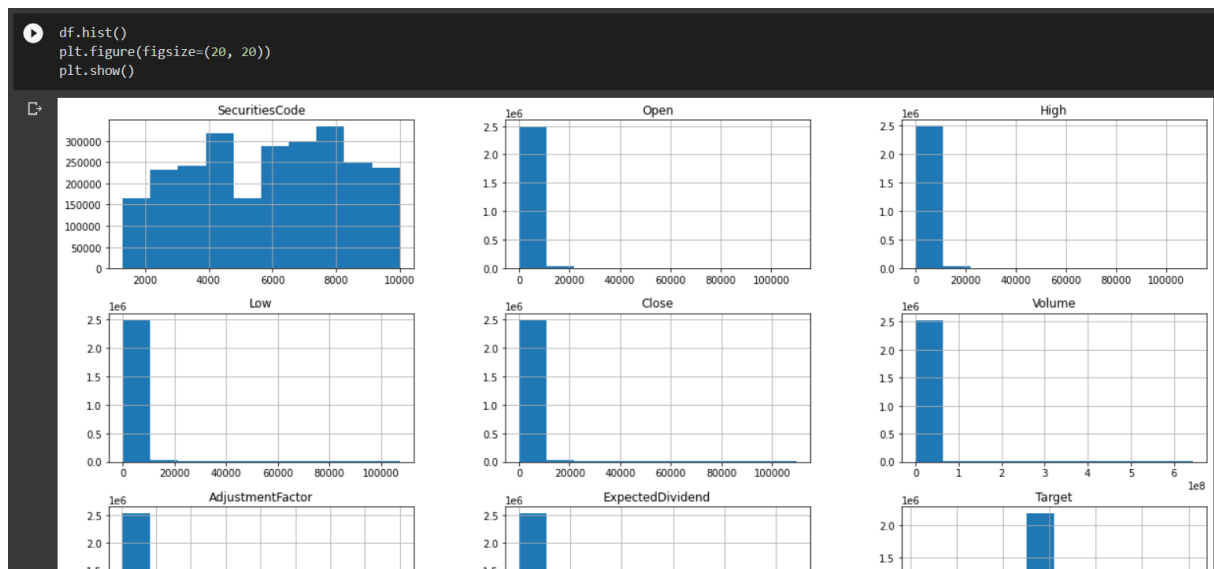 df.hist()
plt.figure(figsize=(20, 20))
plt.show()
SecuritiesCode
300000
250000
200000
150000
100000
50000
0
2000 4000 6000 8000 10000
Open
1e6
2.5
2.0
1.5
1.0
0.5
0.0
0 20000 40000 60000 80000 100000
High
1e6
2.5
2.0
1.5
1.0
0.5
0.0
0 20000 40000 60000 80000 100000
Low
1e6
2.5
2.0
1.5
1.0
0.5
0.0
0 20000 40000 60000 80000 100000
Close
1e6
2.5
2.0
1.5
1.0
0.5
0.0
0 20000 40000 60000 80000 100000
Volume
1e6
2.5
2.0
1.5
1.0
0.5
0.0
0 1 2 3 4 5 6
1e8
AdjustmentFactor
1e6
2.5
2.0
1.5
ExpectedDividend
1e6
2.5
2.0
1.5
Target
1e6
2.0
1.5